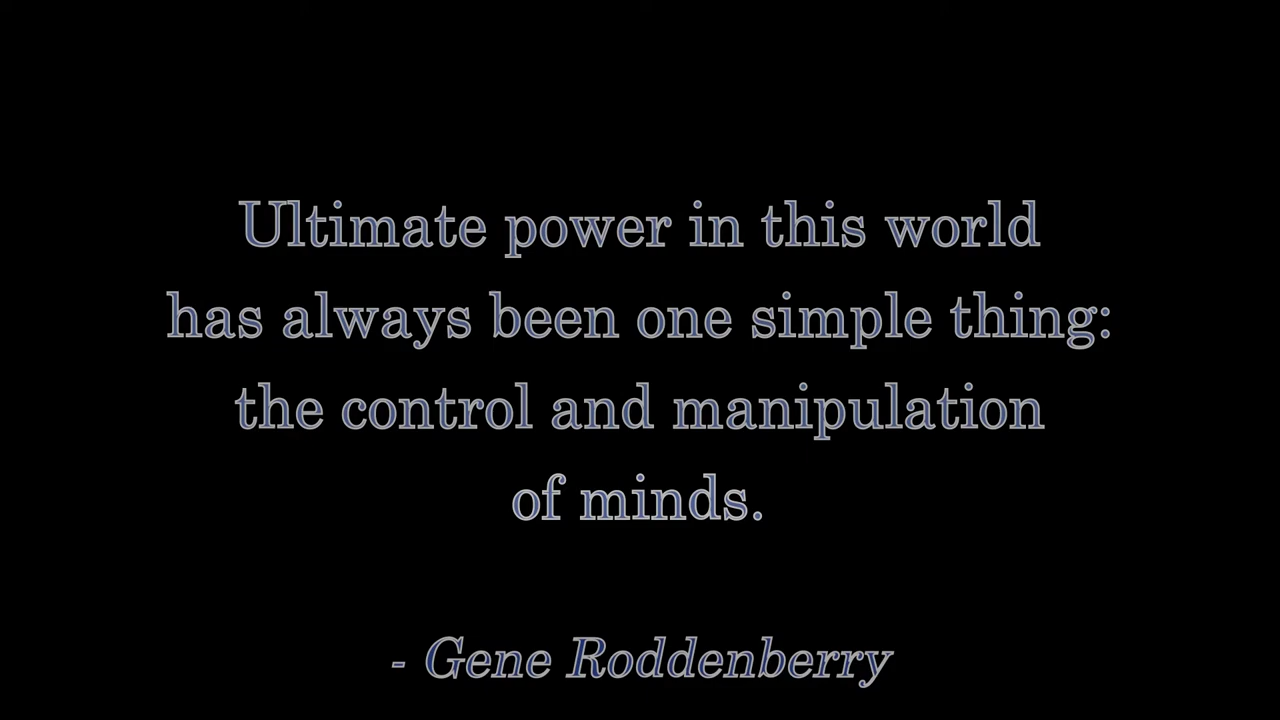 Ultimate power in this world
has always been one simple thing:
the control and manipulation
of minds.
- Gene Roddenberry